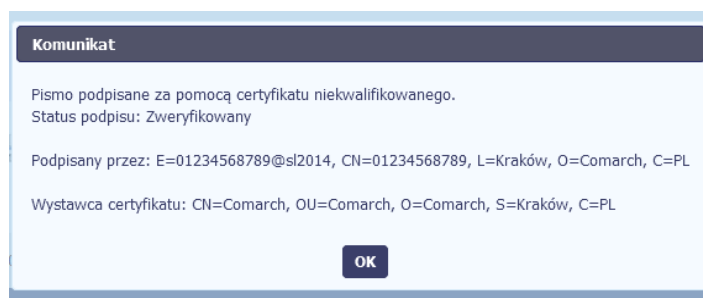 Komunikat
Pismo podpisane za pomocą certyfikatu niekwalifikowanego.
Status podpisu: Zweryfikowany
Podpisany przez: E=01234568789@sl2014, CN=01234568789, L=Kraków, O=Comarch, C=PL
Wystawca certyfikatu: CN=Comarch, OU=Comarch, O=Comarch, S=Kraków, C=PL
OK